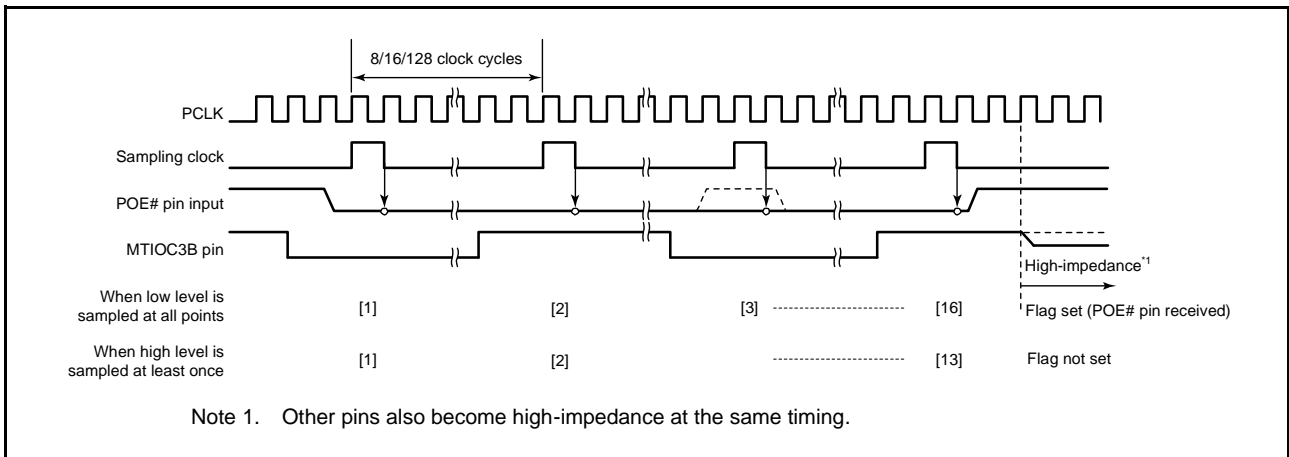 8/16/128 clock cycles
PCLK
Sampling clock
POE# pin input
MTIOC3B pin
High-impedance*1
When low level is
sampled at all points
[1] [2] [3] [16] Flag set (POE# pin received)
When high level is
sampled at least once
[1] [2] [13] Flag not set
Note 1. Other pins also become high-impedance at the same timing.